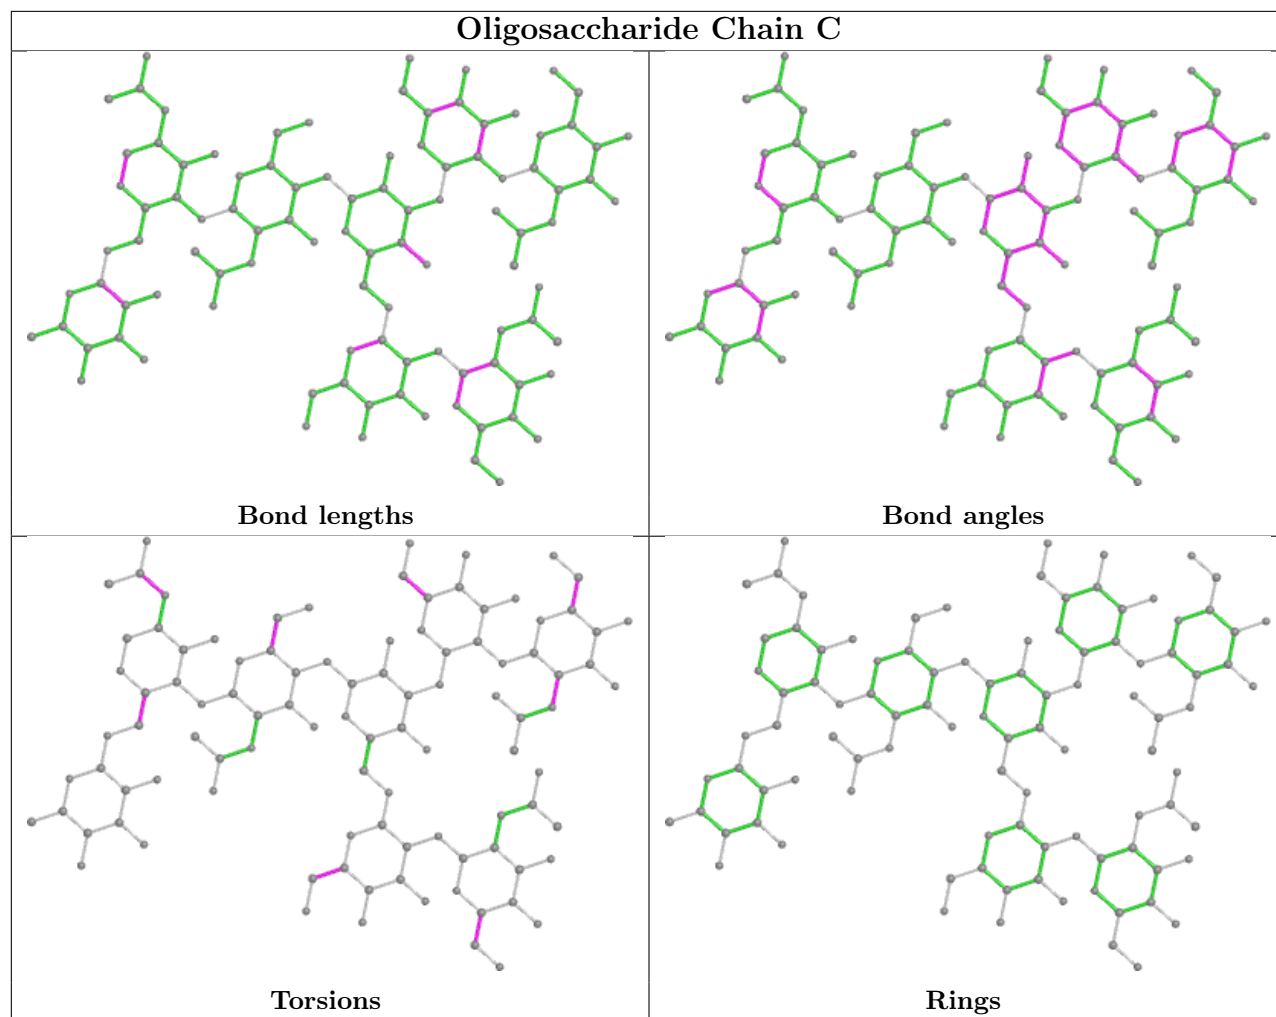 Oligosaccharide Chain C
Bond lengths
Bond angles
Torsions
Rings